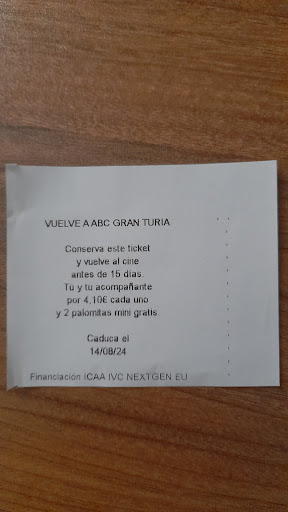 VUELVE A ABC GRAN TURIA
Conserva este ticket
y vuelve al cine
antes de 15 días.
Tú y tu acompañante
por 4,10€ cada uno
y 2 palomitas mini gratis
Caduca el
14/08/24
Financiación ICAA IVC NEXTGEN EU